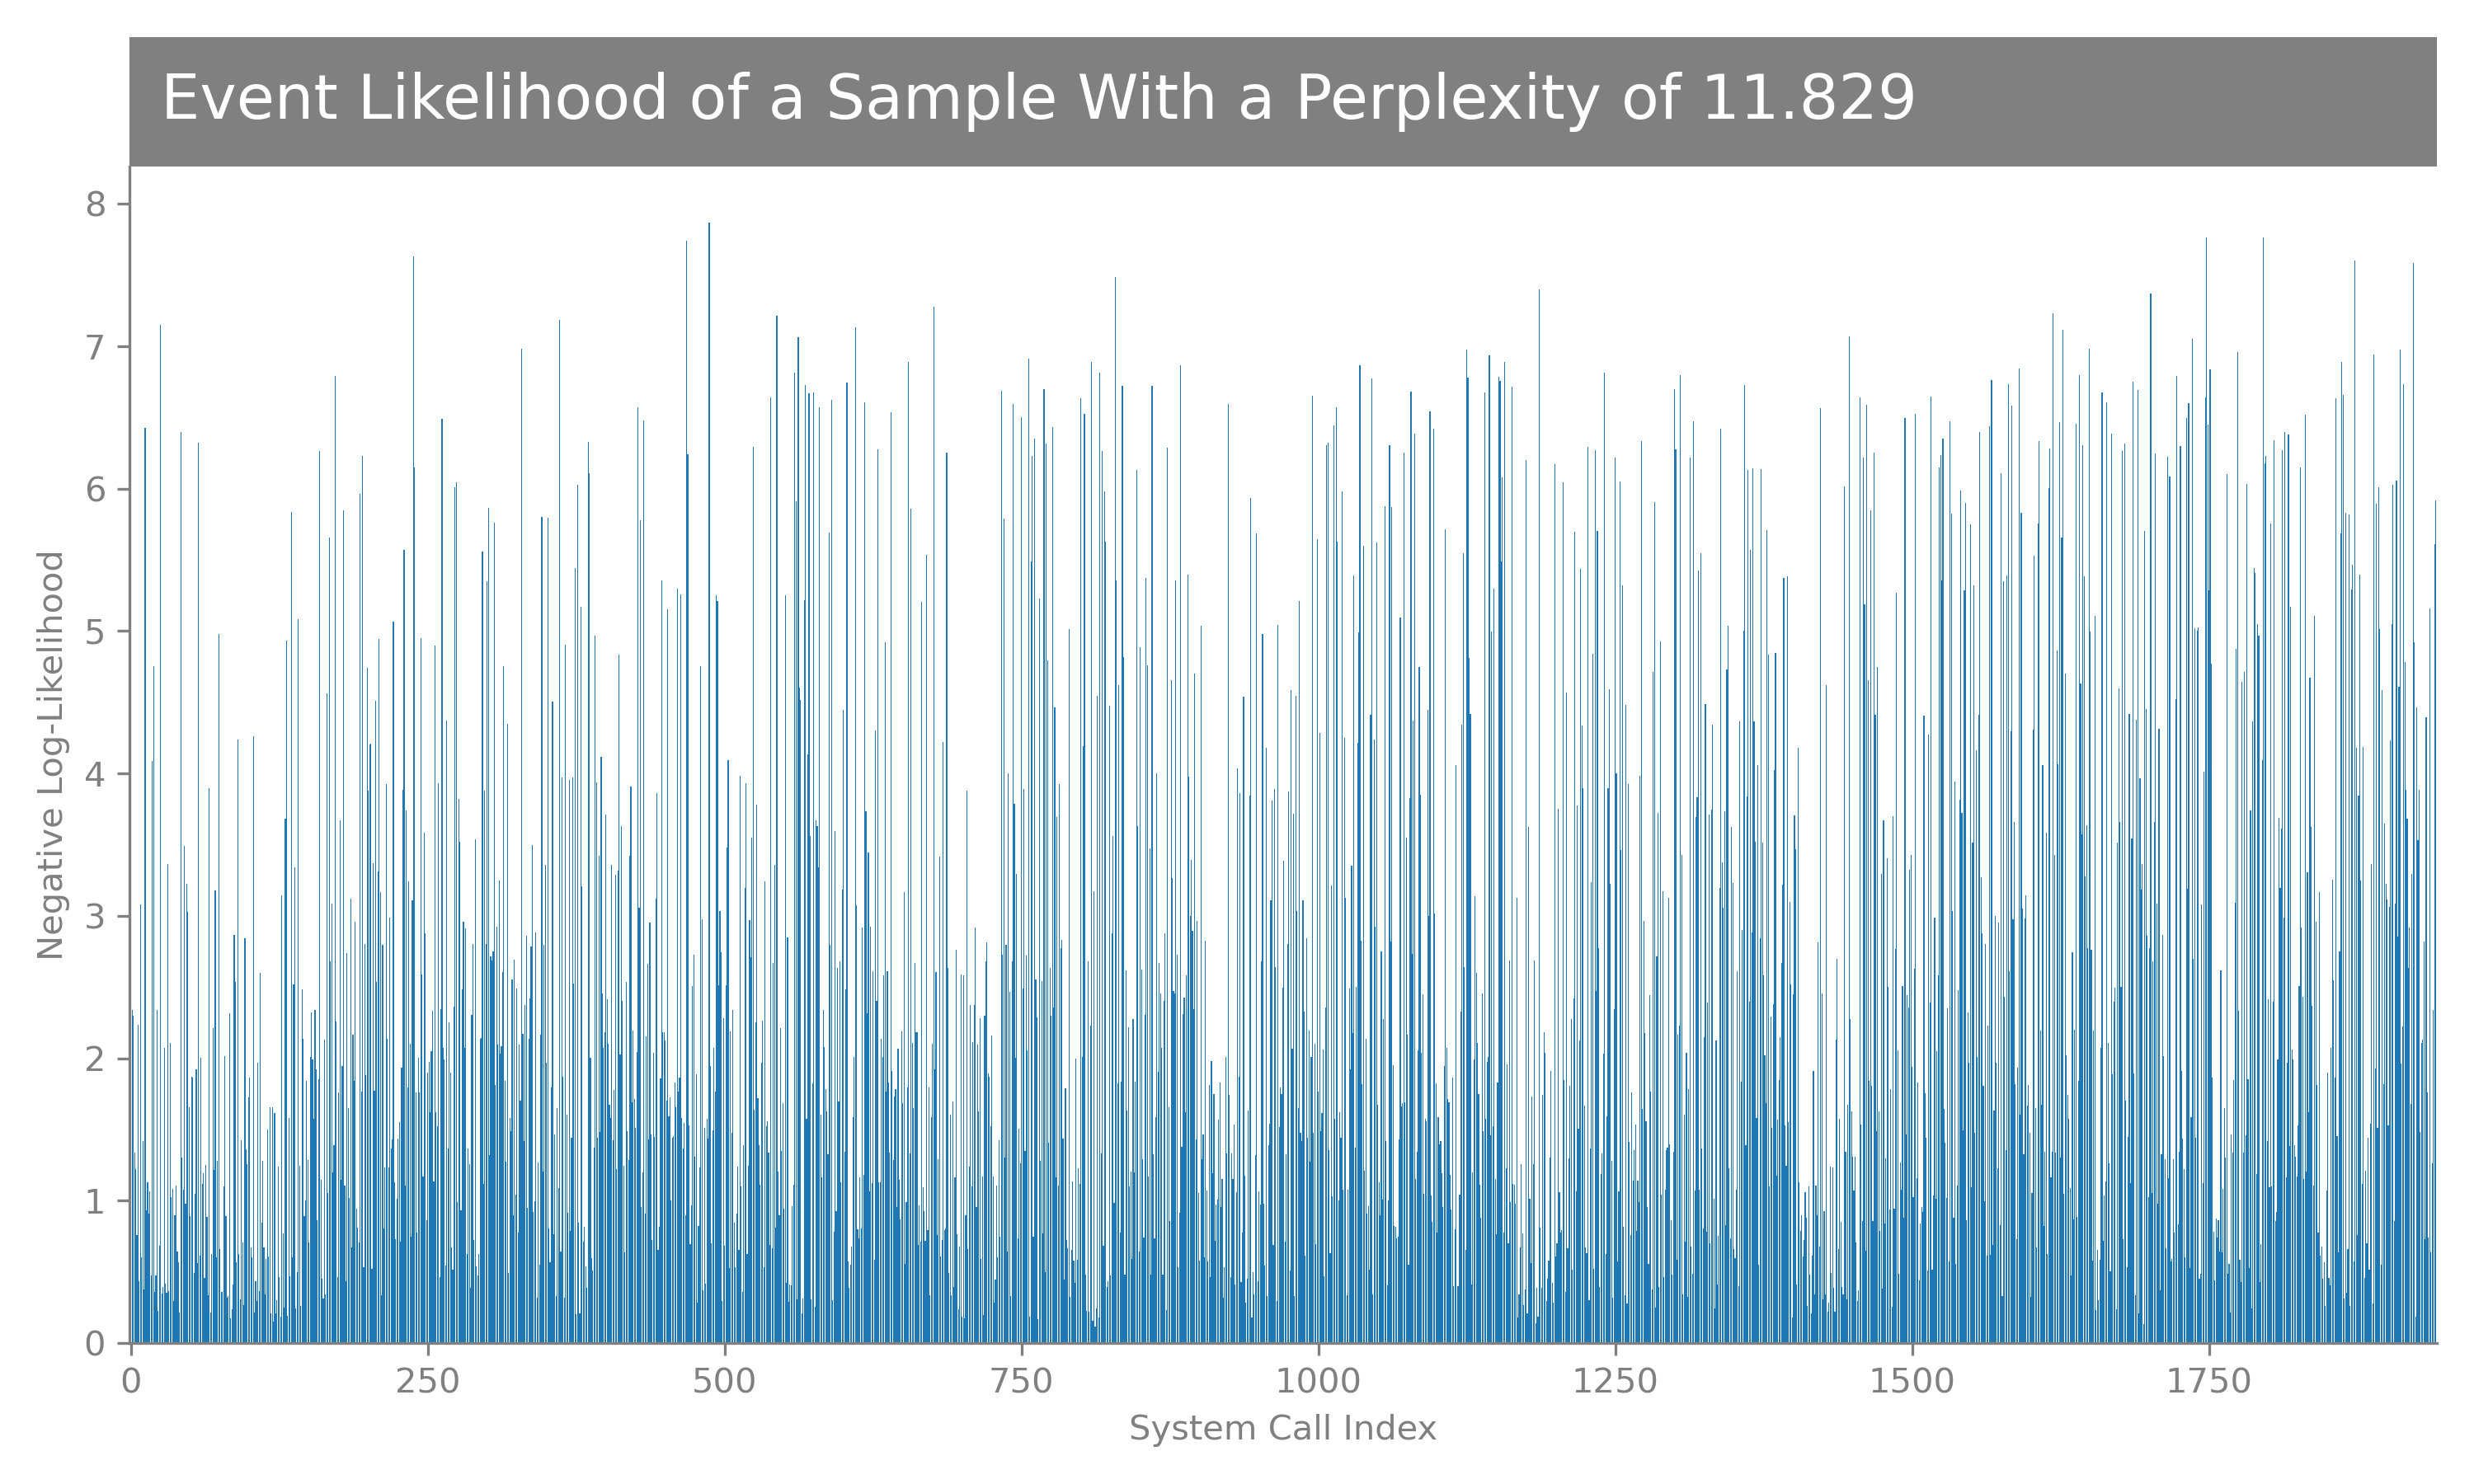 Event Likelihood of a Sample With a Perplexity of 11.829
8
7
6
5
4
3
2
1
0
Negative Log-Likelihood
0 250 500 750 1000 1250 1500 1750
System Call Index